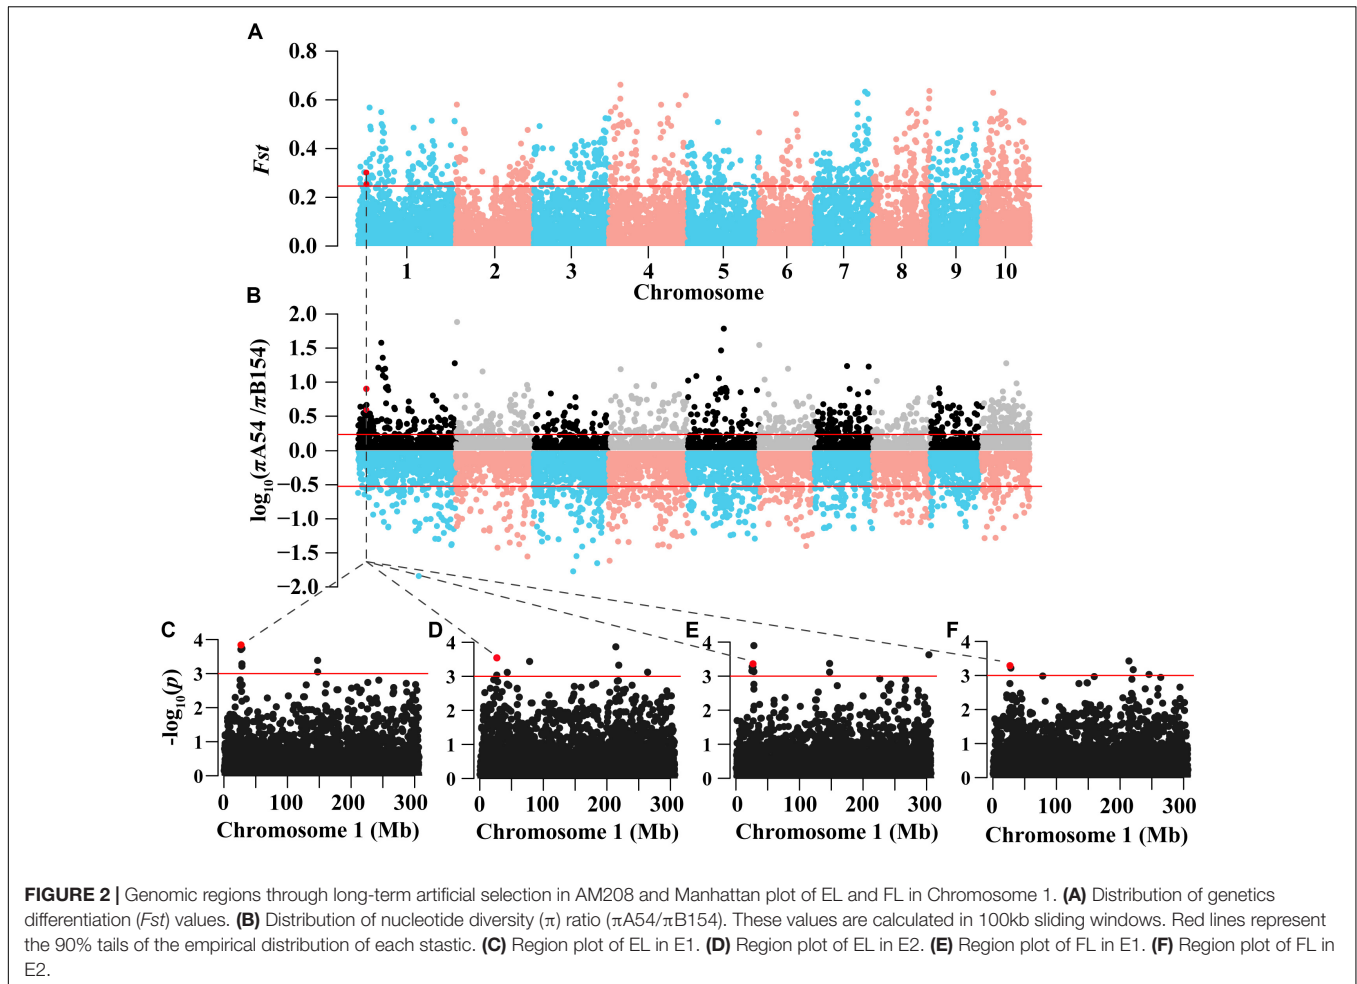 A
0.8
0.6
0.4
0.2
0.0
Fst
1 2 3 4 5 6 7 8 9 10
Chromosome
B
2.0
1.5
1.0
0.5
0.0
−0.5
−1.0
−1.5
−2.0
log10(πA54 /πB154)
C
4
3
2
1
0
-log10(p)
0 100 200 300
Chromosome 1 (Mb)
D
4
3
2
1
0
0 100 200 300
Chromosome 1 (Mb)
E
4
3
2
1
0
0 100 200 300
Chromosome 1 (Mb)
F
4
3
2
1
0
0 100 200 300
Chromosome 1 (Mb)
FIGURE 2 | Genomic regions through long-term artificial selection in AM208 and Manhattan plot of EL and FL in Chromosome 1. (A) Distribution of genetics
differentiation (Fst) values. (B) Distribution of nucleotide diversity (π) ratio (πA54/πB154). These values are calculated in 100kb sliding windows. Red lines represent
the 90% tails of the empirical distribution of each stastic. (C) Region plot of EL in E1. (D) Region plot of EL in E2. (E) Region plot of FL in E1. (F) Region plot of FL in
E2.